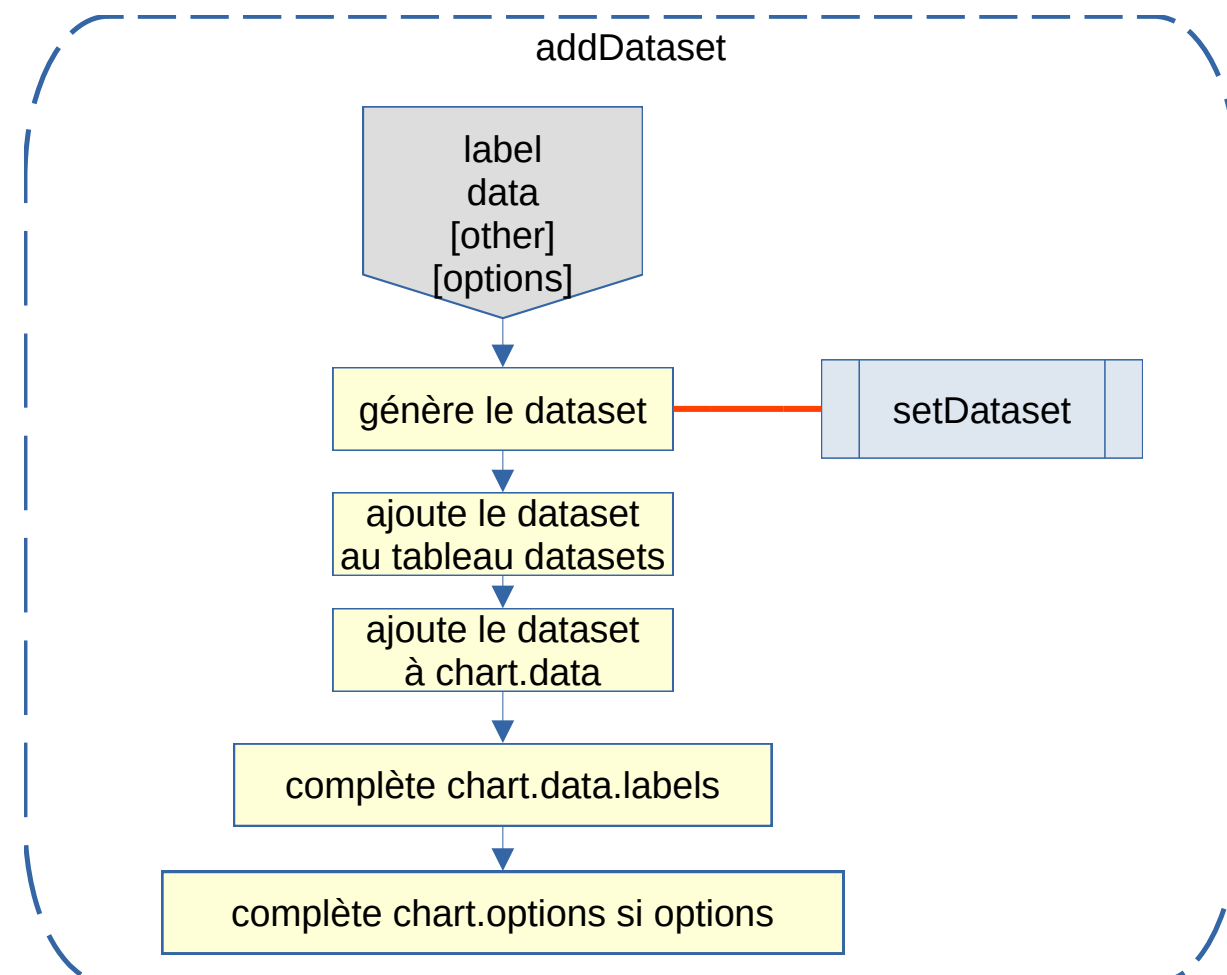 addDataset
label
data
[other]
[options]
génère le dataset
setDataset
ajoute le dataset
au tableau datasets
ajoute le dataset
à chart.data
complète chart.data.labels
complète chart.options si options